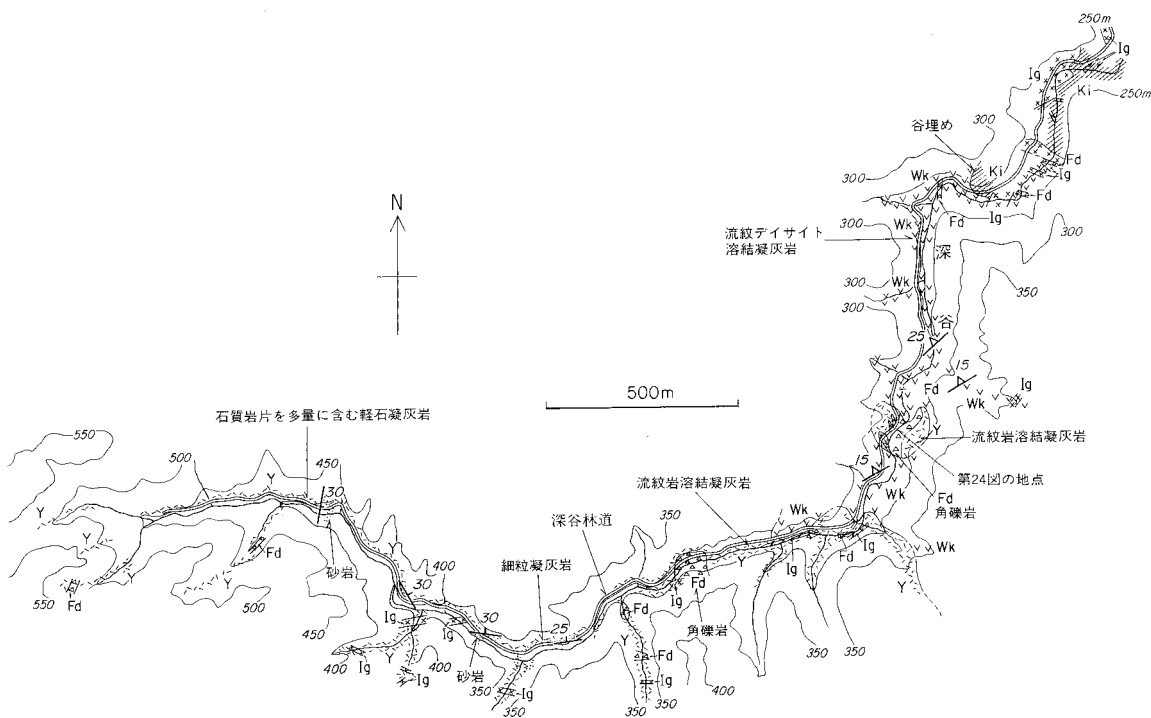 250m
Ig
Ig
Ki
250m
谷埋め
300
Ki
Fd
Ig
300
Wk
Fd
Wk
Fd
Ig
流紋デイサイト
溶結凝灰岩
300
深
300
300
Wk
350
300
谷
25
15
N
500m
Fd
Ig
Wk
石質岩片を多量に含む軽石凝灰岩
Y
流紋岩溶結凝灰岩
550
500
450
Y
15
第24図の地点
30
流紋岩溶結凝灰岩
Wk
Fd
角礫岩
Wk
深谷林道
350
Y
Y
Fd
砂岩
細粒凝灰岩
Fd
Ig
Wk
Y
Ig
Y
550
Fd
Y
Y
500
30
400
Fd
Ig
角礫岩
450
Ig
Ig
30
25
Fd
Y
350
350
350
Y
Ig
400
Ig
400
砂岩
350
Ig
350
Fd
Ig
350
400